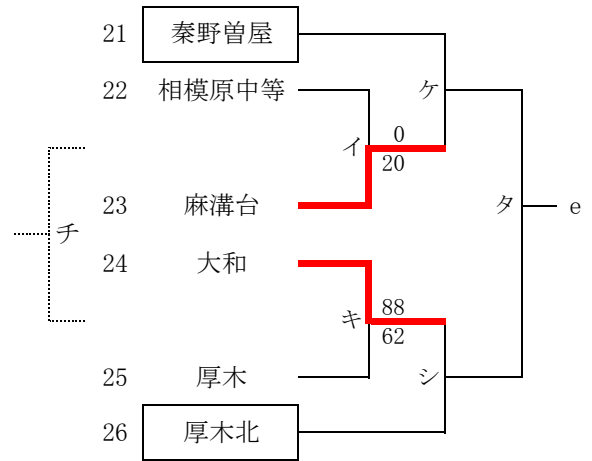 21 秦野曽屋
22 相模原中等 ケ
イ 0
20
23 麻溝台 タ e
チ
24 大和
キ 88
62
25 厚木 シ
26 厚木北